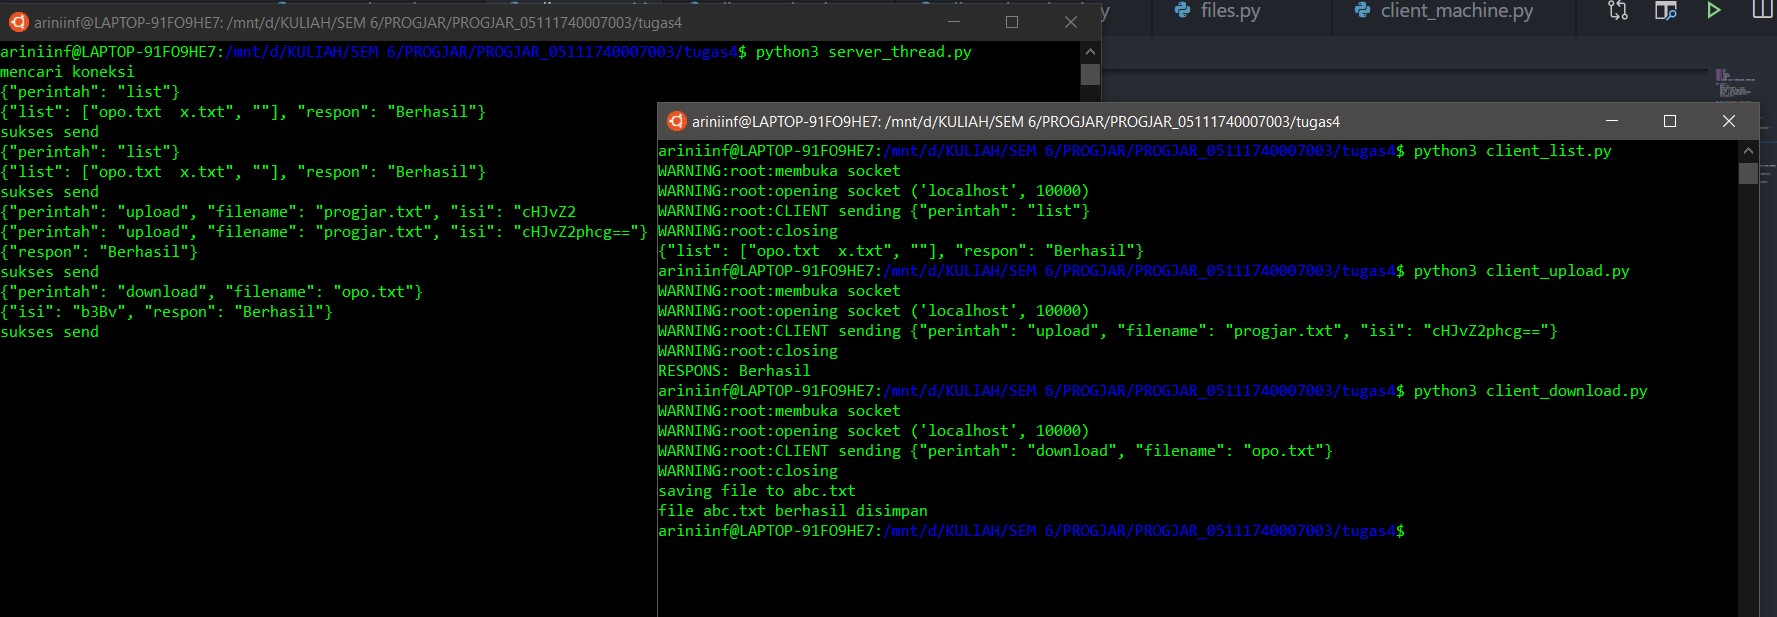 files.py
client_machine.py
ariniinf@LAPTOP-91FO9HE7: /mnt/d/KULIAH/SEM 6/PROGJAR/PROGJAR_05111740007003/tugas4
ariniinf@LAPTOP-91FO9HE7:/mnt/d/KULIAH/SEM 6/PROGJAR/PROGJAR_05111740007003/tugas4$ python3 server_thread.py
mencari koneksi
{"perintah": "list"}
{"list": ["opo.txt  x.txt", ""], "respon": "Berhasil"}
sukses send
{"perintah": "list"}
{"list": ["opo.txt  x.txt", ""], "respon": "Berhasil"}
sukses send
{"perintah": "upload", "filename": "progjar.txt", "isi": "cHJvZ2
{"perintah": "upload", "filename": "progjar.txt", "isi": "cHJvZ2phcg=="}
{"respon": "Berhasil"}
sukses send
{"perintah": "download", "filename": "opo.txt"}
{"isi": "b3Bv", "respon": "Berhasil"}
sukses send
ariniinf@LAPTOP-91FO9HE7: /mnt/d/KULIAH/SEM 6/PROGJAR/PROGJAR_05111740007003/tugas4
ariniinf@LAPTOP-91FO9HE7:/mnt/d/KULIAH/SEM 6/PROGJAR/PROGJAR_05111740007003/tugas4$ python3 client_list.py
WARNING:root:membuka socket
WARNING:root:opening socket ('localhost', 10000)
WARNING:root:CLIENT sending {"perintah": "list"}
WARNING:root:closing
{"list": ["opo.txt  x.txt", ""], "respon": "Berhasil"}
ariniinf@LAPTOP-91FO9HE7:/mnt/d/KULIAH/SEM 6/PROGJAR/PROGJAR_05111740007003/tugas4$ python3 client_upload.py
WARNING:root:membuka socket
WARNING:root:opening socket ('localhost', 10000)
WARNING:root:CLIENT sending {"perintah": "upload", "filename": "progjar.txt", "isi": "cHJvZ2phcg=="}
WARNING:root:closing
RESPONS: Berhasil
ariniinf@LAPTOP-91FO9HE7:/mnt/d/KULIAH/SEM 6/PROGJAR/PROGJAR_05111740007003/tugas4$ python3 client_download.py
WARNING:root:membuka socket
WARNING:root:opening socket ('localhost', 10000)
WARNING:root:CLIENT sending {"perintah": "download", "filename": "opo.txt"}
WARNING:root:closing
saving file to abc.txt
file abc.txt berhasil disimpan
ariniinf@LAPTOP-91FO9HE7:/mnt/d/KULIAH/SEM 6/PROGJAR/PROGJAR_05111740007003/tugas4$